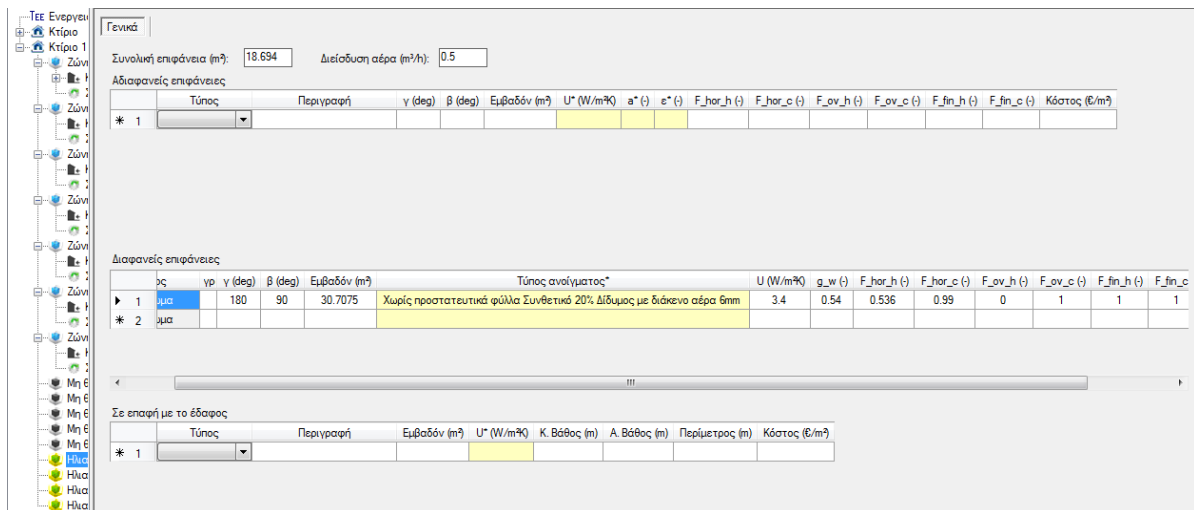 ΤΕΕ Ενεργει
Κτίριο
Κτίριο 1
Ζών
Ζών
Ζών
Ζών
Ζών
Ζών
Ζών
Μη θ
Μη θ
Μη θ
Μη θ
Μη θ
Ηλια
Ηλια
Ηλια
Ηλια
Γενικά
Συνολική επιφάνεια (m²): 18.694 Διείσδυση αέρα (m³/h): 0.5
Αδιαφανείς επιφάνειες
Τύπος Περιγραφή γ (deg) β (deg) Εμβαδόν (m²) U* (W/m²K) a* (-) ε* (-) F_hor_h (-) F_hor_c (-) F_ov_h (-) F_ov_c (-) F_fin_h (-) F_fin_c (-) Κόστος (€/m²)
* 1
Διαφανείς επιφάνειες
ος γρ γ (deg) β (deg) Εμβαδόν (m²) Τύπος ανοίγματος* U (W/m²K) g_w (-) F_hor_h (-) F_hor_c (-) F_ov_h (-) F_ov_c (-) F_fin_h (-) F_fin_c
1 ωμα 180 90 30.7075 Χωρίς προστατευτικά φύλλα Συνθετικό 20% Δίδυμος με διάκενο αέρα 6mm 3.4 0.54 0.536 0.99 0 1 1 1
* 2 ωμα
Σε επαφή με το έδαφος
Τύπος Περιγραφή Εμβαδόν (m²) U* (W/m²K) Κ. Βάθος (m) Α. Βάθος (m) Περίμετρος (m) Κόστος (€/m²)
* 1